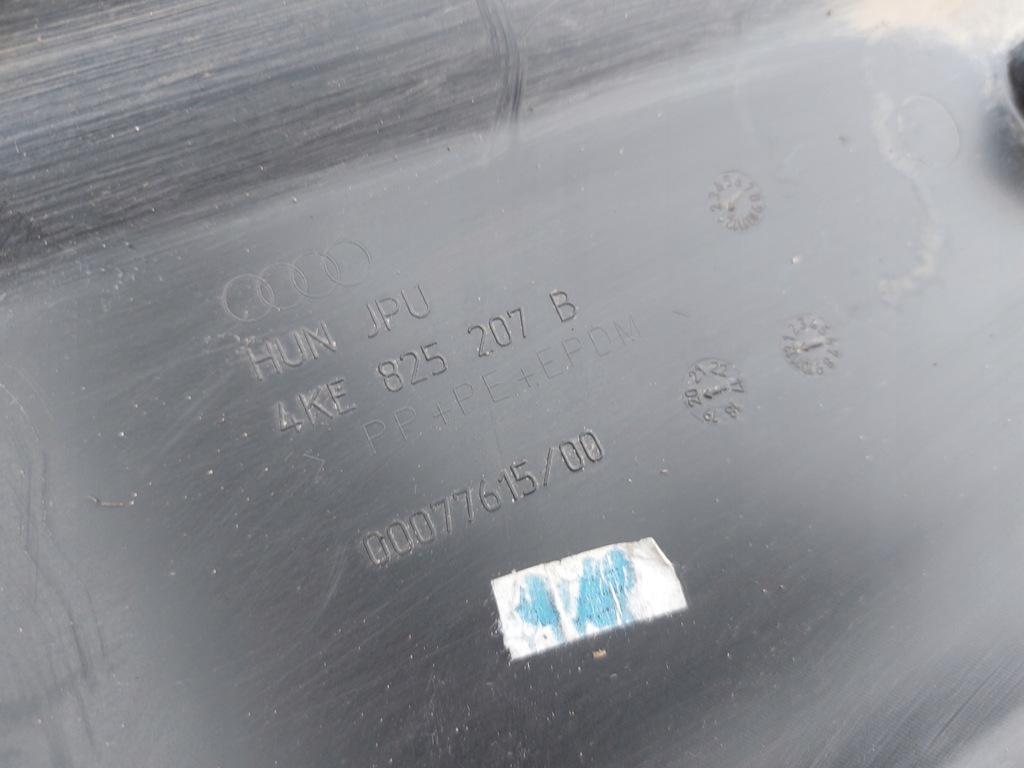 HUN JPU
4KE 825 207 B
> PP+PE+EPDM <
00077615/00